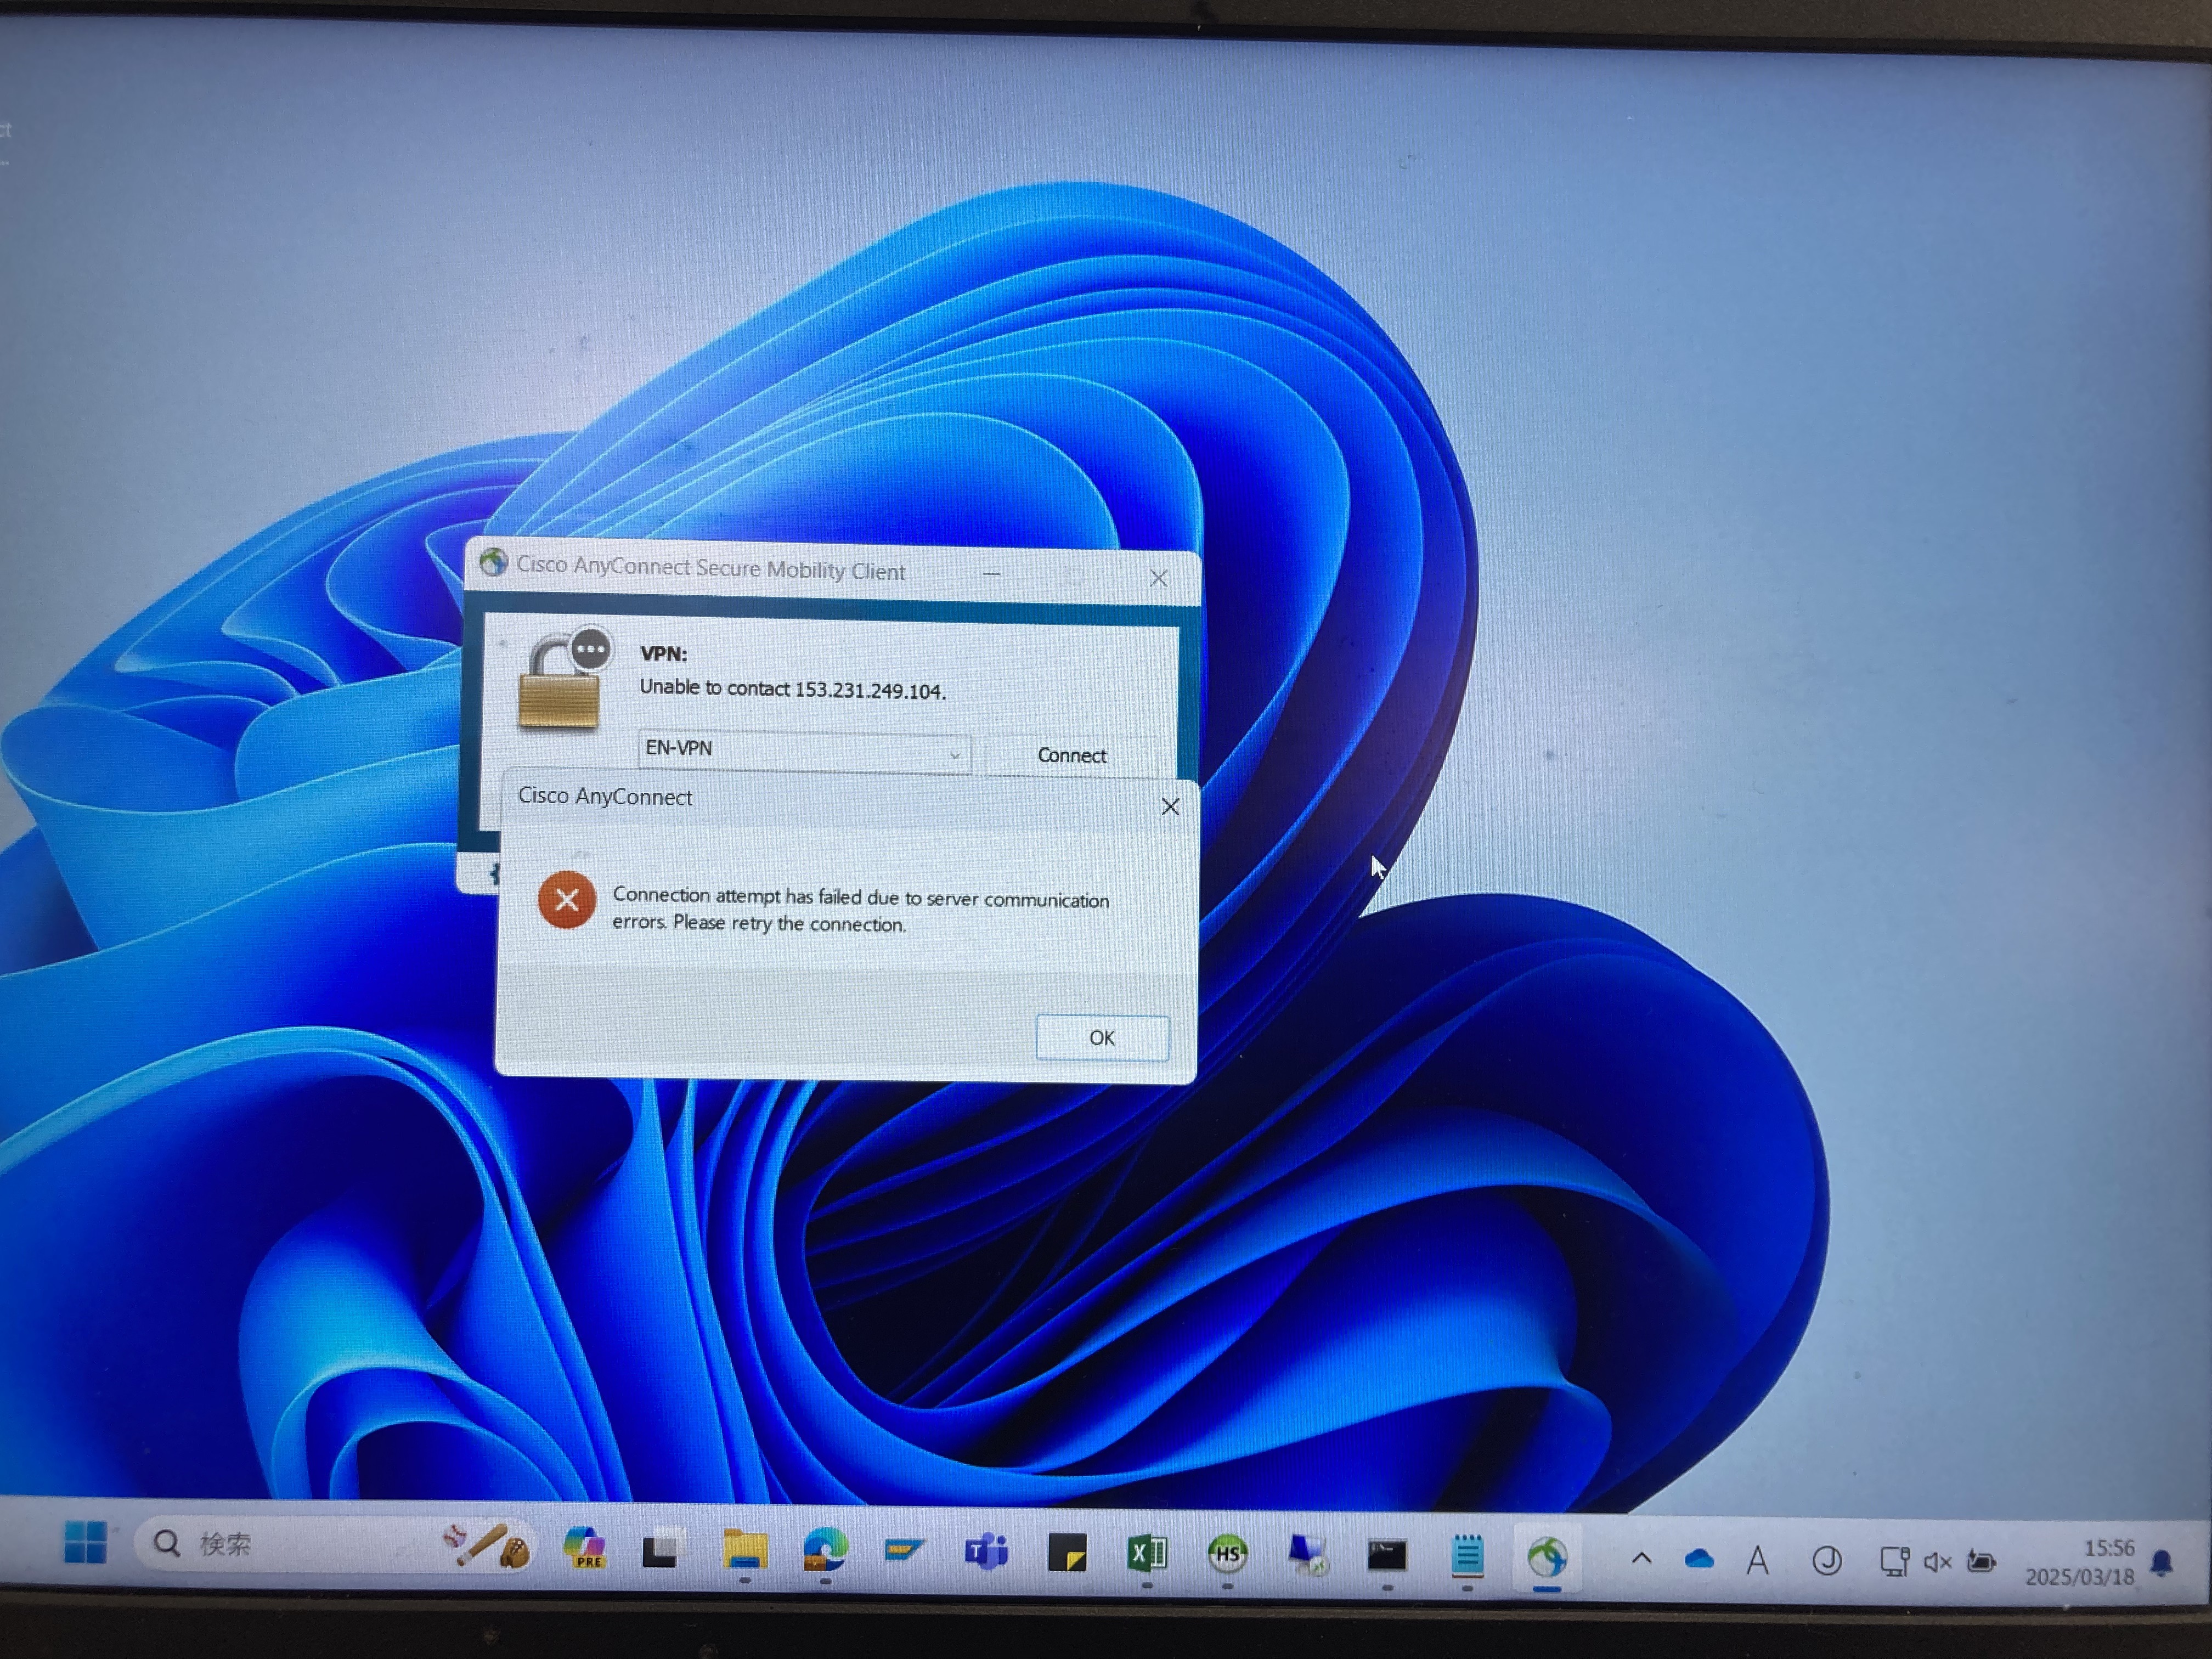 ct
Cisco AnyConnect Secure Mobility Client
VPN:
Unable to contact 153.231.249.104.
EN-VPN
Connect
Cisco AnyConnect
Connection attempt has failed due to server communication
errors. Please retry the connection.
OK
検索
PRE
T
X
HS
A
J
15:56
2025/03/18